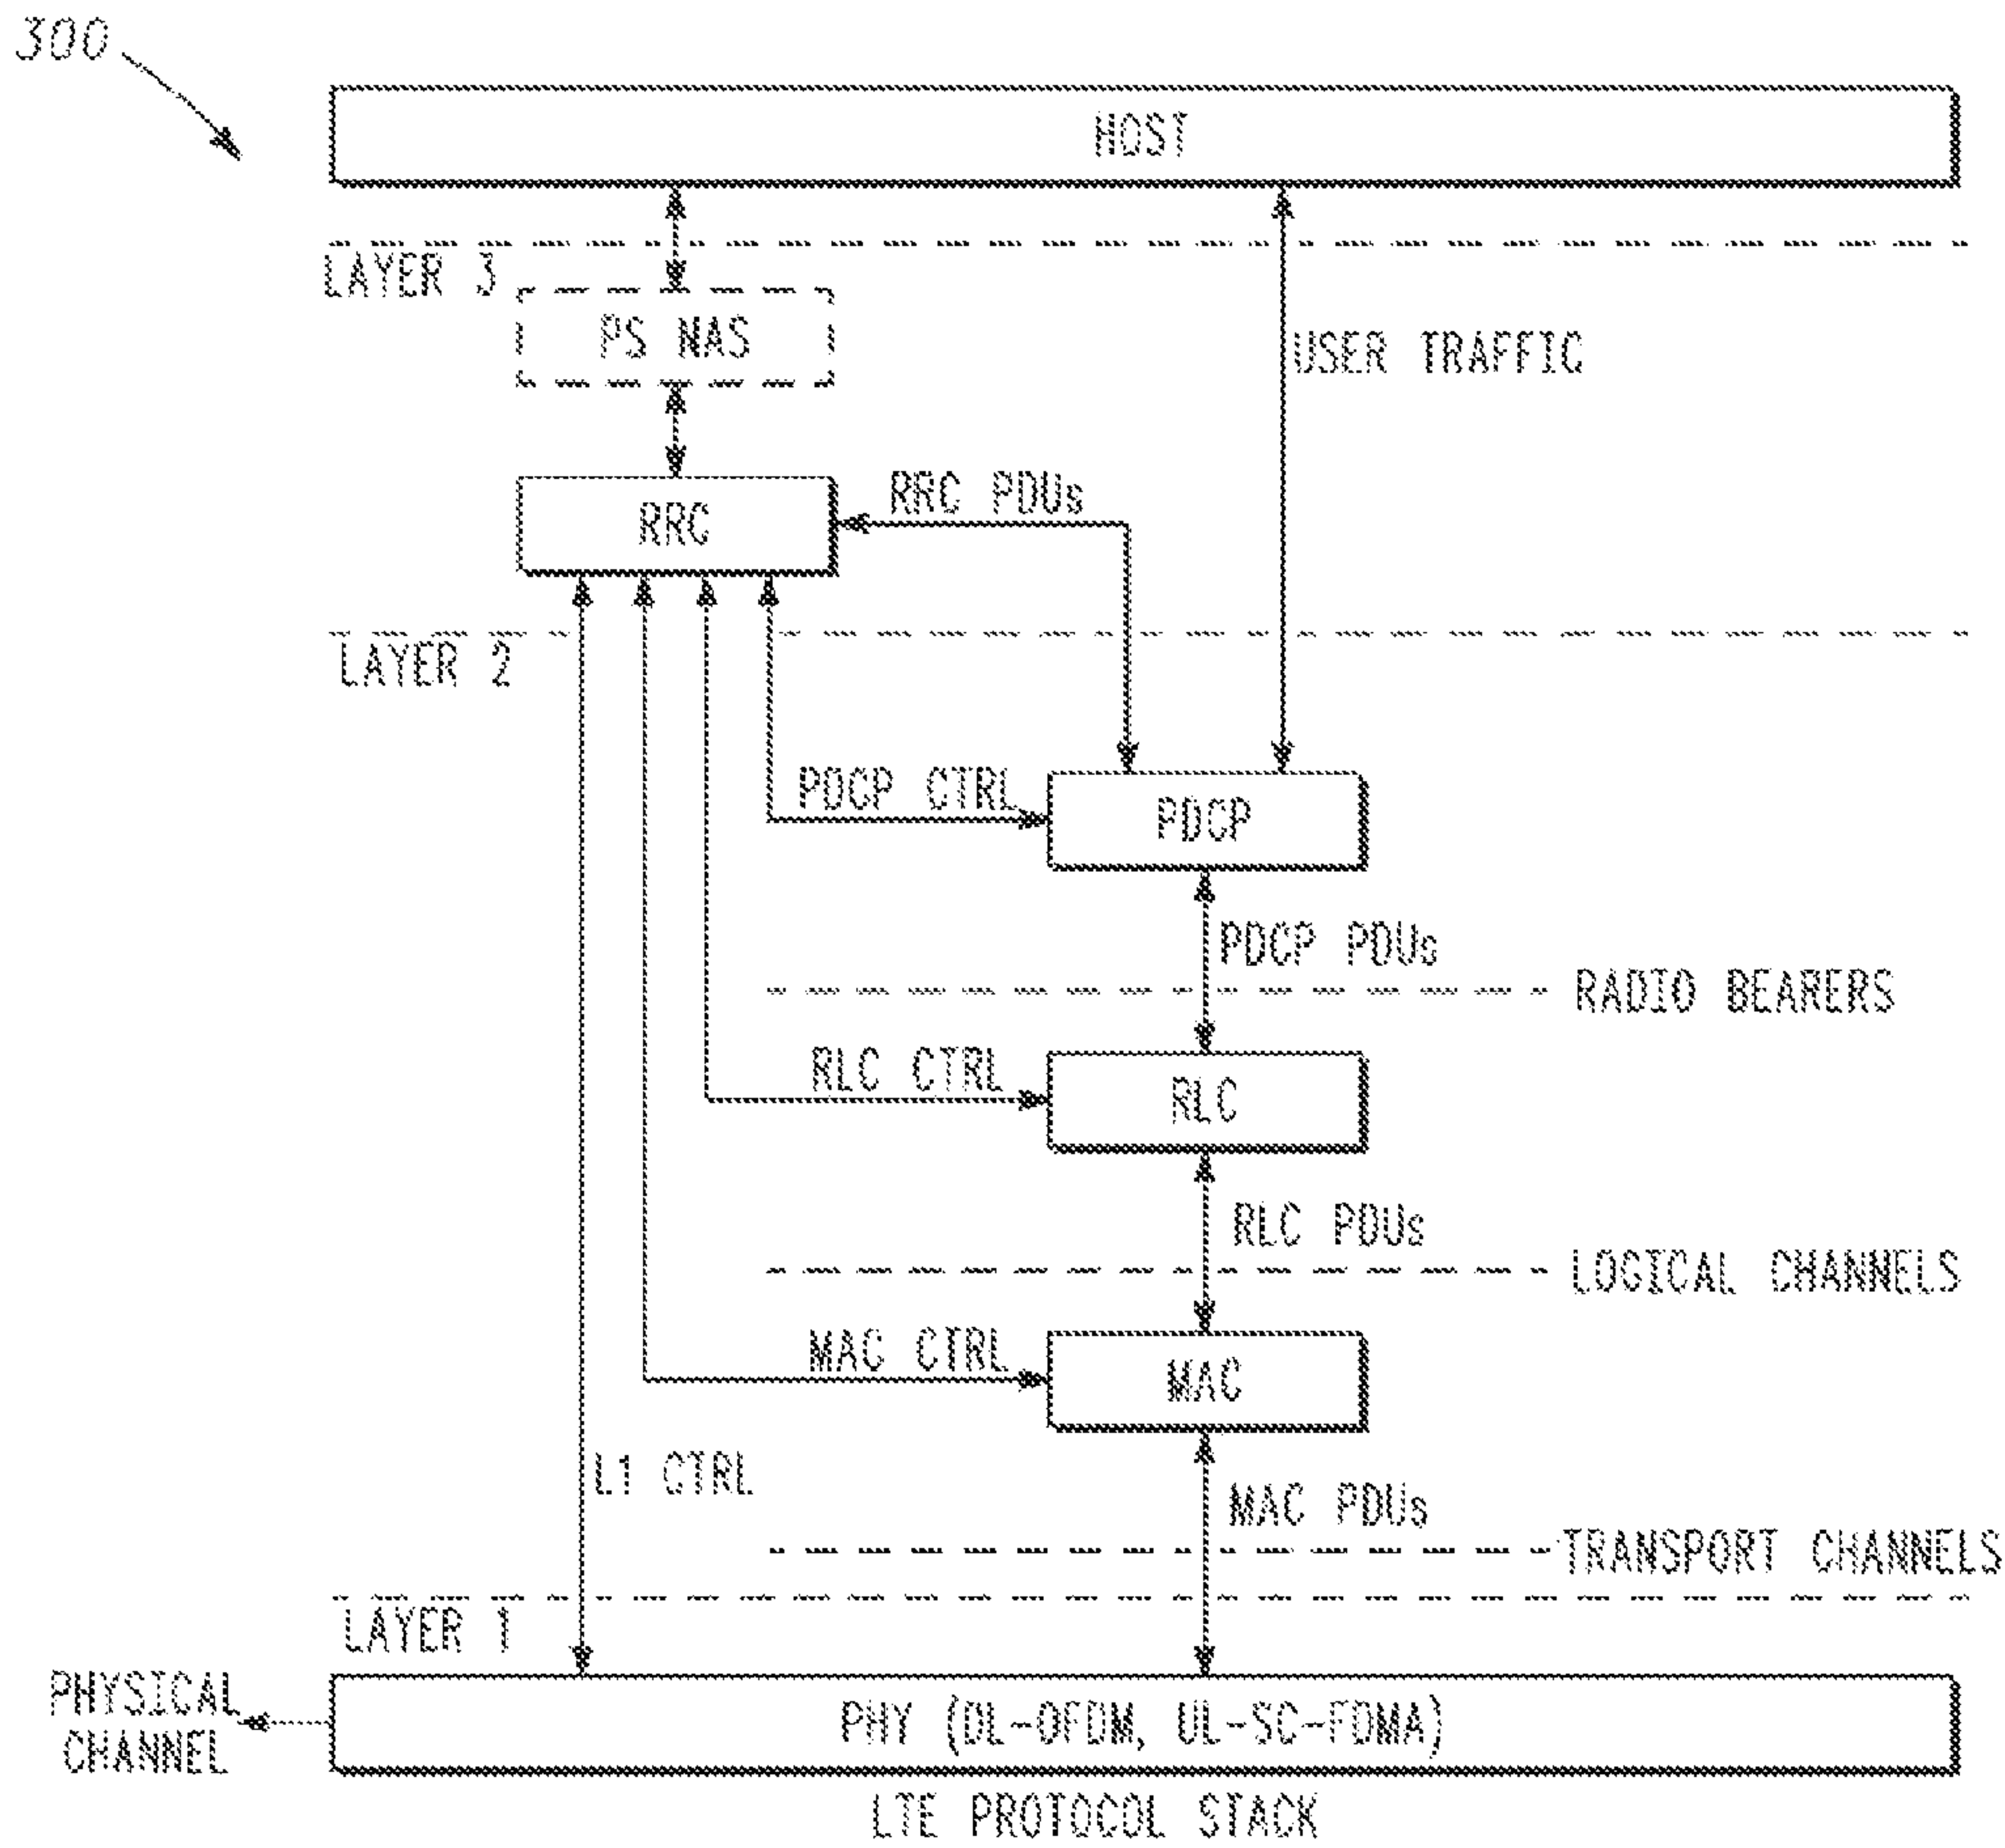 300
HOST
LAYER 3
PS NAS
USER TRAFFIC
RRC PDUs
RRC
LAYER 2
PDCP CTRL
PDCP
PDCP PDUs
RADIO BEARERS
RLC CTRL
RLC
RLC PDUs
LOGICAL CHANNELS
MAC CTRL
MAC
L1 CTRL
MAC PDUs
TRANSPORT CHANNELS
LAYER 1
PHYSICAL
CHANNEL
PHY (DL-OFDM, UL-SC-FDMA)
LTE PROTOCOL STACK